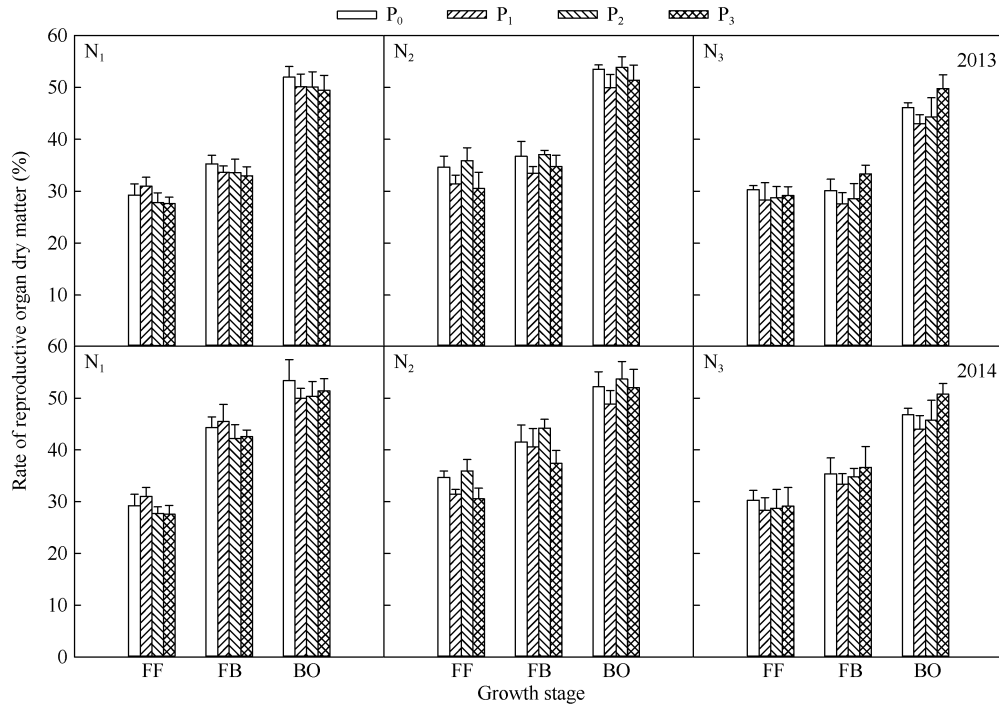 P₀ P₁ P₂ P₃
Rate of reproductive organ dry matter (%)
60
50
40
30
20
10
60
50
40
30
20
10
0
N₁ N₂ N₃ 2013
N₁ N₂ N₃ 2014
FF FB BO FF FB BO FF FB BO
Growth stage